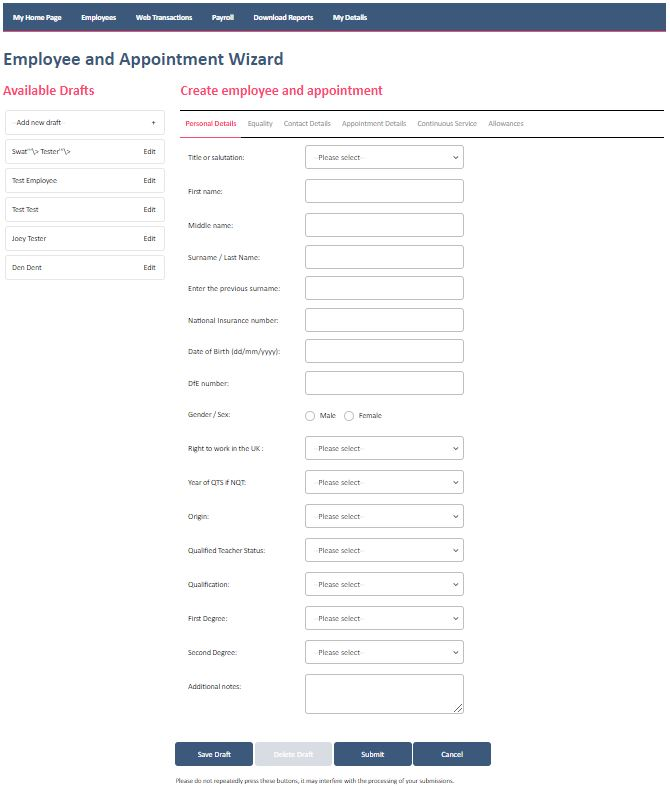 My Home Page Employees Web Transactions Payroll Download Reports My Details
Employee and Appointment Wizard
Available Drafts
- Add new draft - +
Swat'"\> Tester'"\> Edit
Test Employee Edit
Test Test Edit
Joey Tester Edit
Den Dent Edit
Create employee and appointment
Personal Details Equality Contact Details Appointment Details Continuous Service Allowances
Title or salutation: - Please select -
First name:
Middle name:
Surname / Last Name:
Enter the previous surname:
National Insurance number:
Date of Birth (dd/mm/yyyy):
DfE number:
Gender / Sex: Male Female
Right to work in the UK : - Please select -
Year of QTS if NQT: - Please select -
Origin: - Please select -
Qualified Teacher Status: - Please select -
Qualification: - Please select -
First Degree: - Please select -
Second Degree: - Please select -
Additional notes:
Save Draft Delete Draft Submit Cancel
Please do not repeatedly press these buttons, it may interfere with the processing of your submissions.